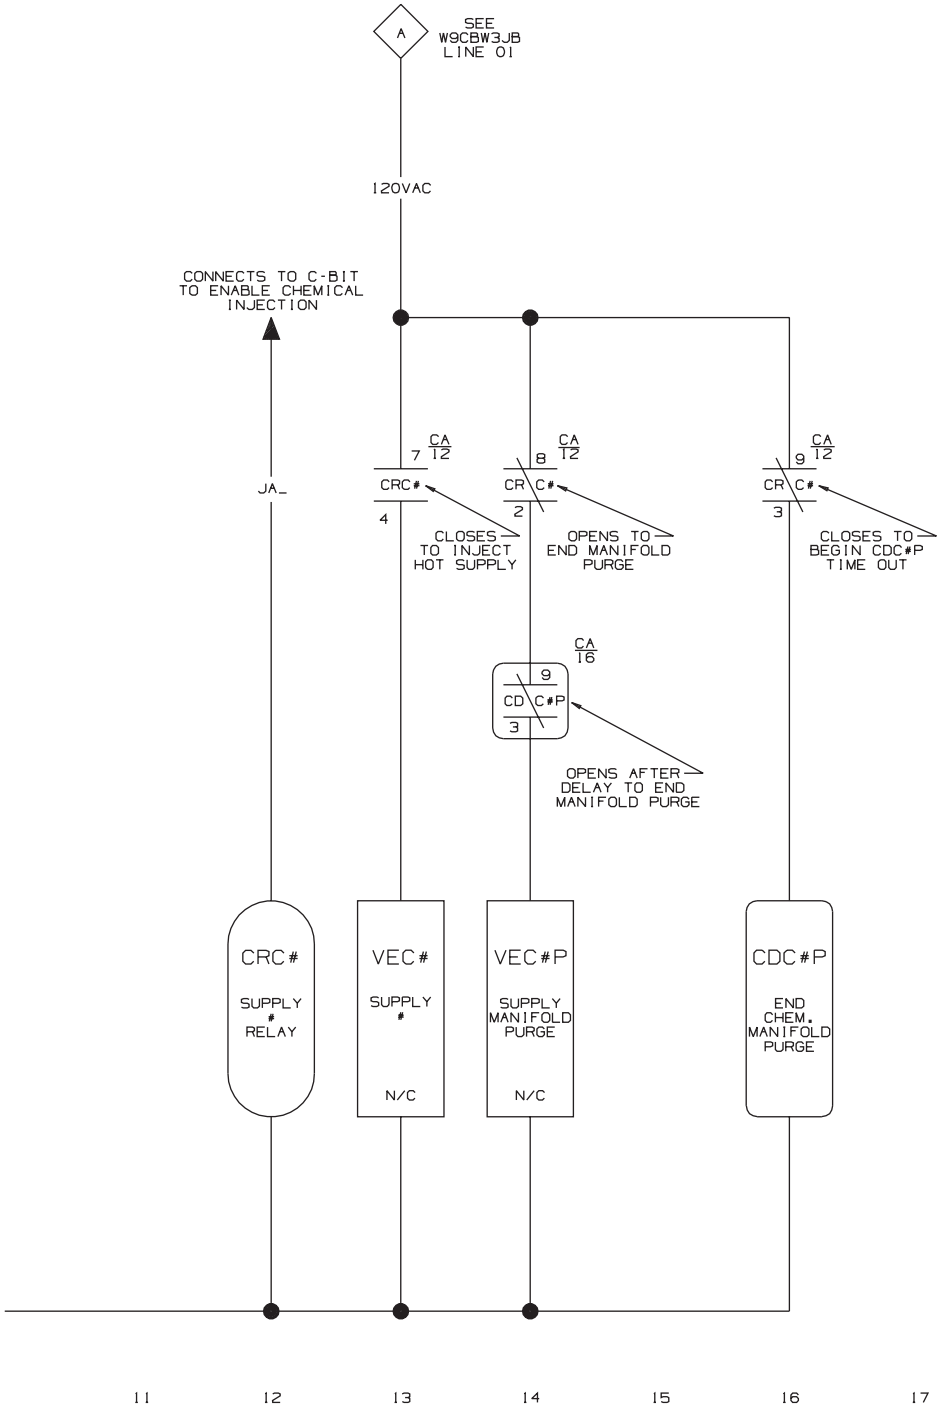 A
SEE
W9CBW3JB
LINE 01
120VAC
CONNECTS TO C-BIT
TO ENABLE CHEMICAL
INJECTION
JA_
7
CA
12
CRC#
4
CLOSES
TO INJECT
HOT SUPPLY
8
CA
12
CR C#
2
OPENS TO
END MANIFOLD
PURGE
9
CA
12
CR C#
3
CLOSES TO
BEGIN CDC#P
TIME OUT
CA
16
9
CD C#P
3
OPENS AFTER
DELAY TO END
MANIFOLD PURGE
CRC#
SUPPLY
#
RELAY
VEC#
SUPPLY
#
N/C
VEC#P
SUPPLY
MANIFOLD
PURGE
N/C
CDC#P
END
CHEM.
MANIFOLD
PURGE
11 12 13 14 15 16 17